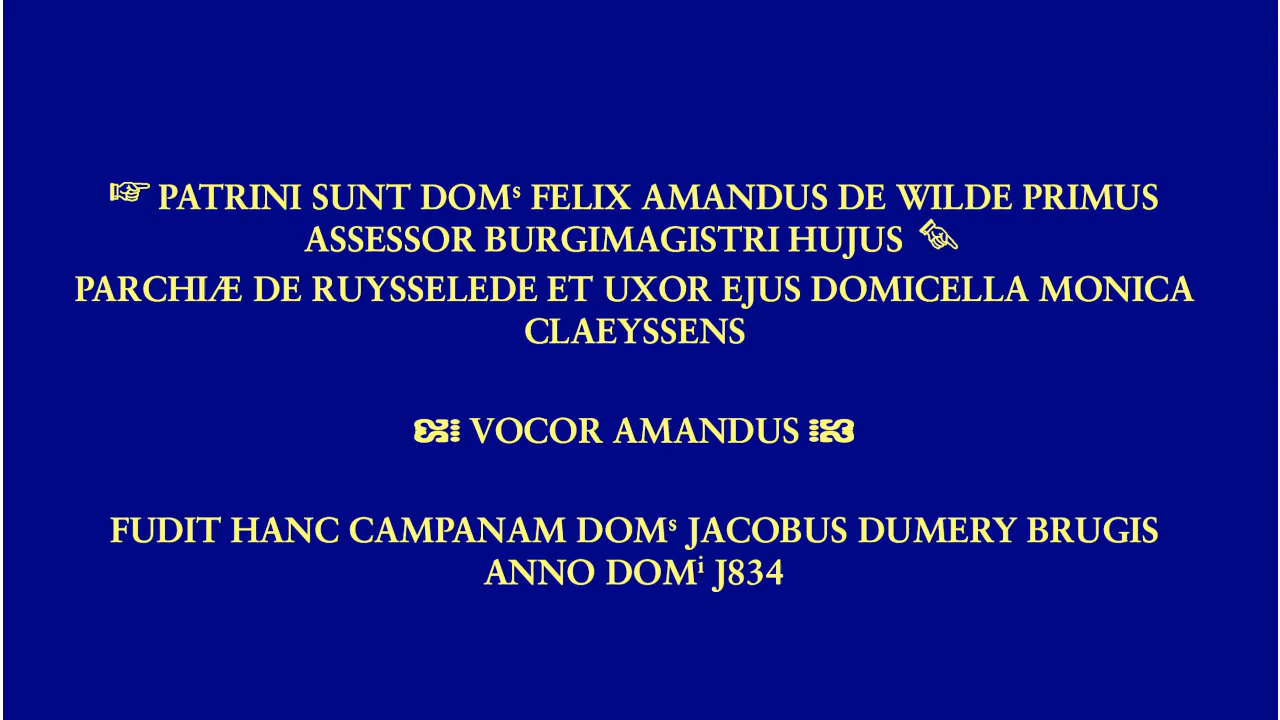 ☞ PATRINI SUNT DOMˢ FELIX AMANDUS DE WILDE PRIMUS
ASSESSOR BURGIMAGISTRI HUJUS
PARCHIÆ DE RUYSSELEDE ET UXOR EJUS DOMICELLA MONICA
CLAEYSSENS
VOCOR AMANDUS
FUDIT HANC CAMPANAM DOMˢ JACOBUS DUMERY BRUGIS
ANNO DOMⁱ J834